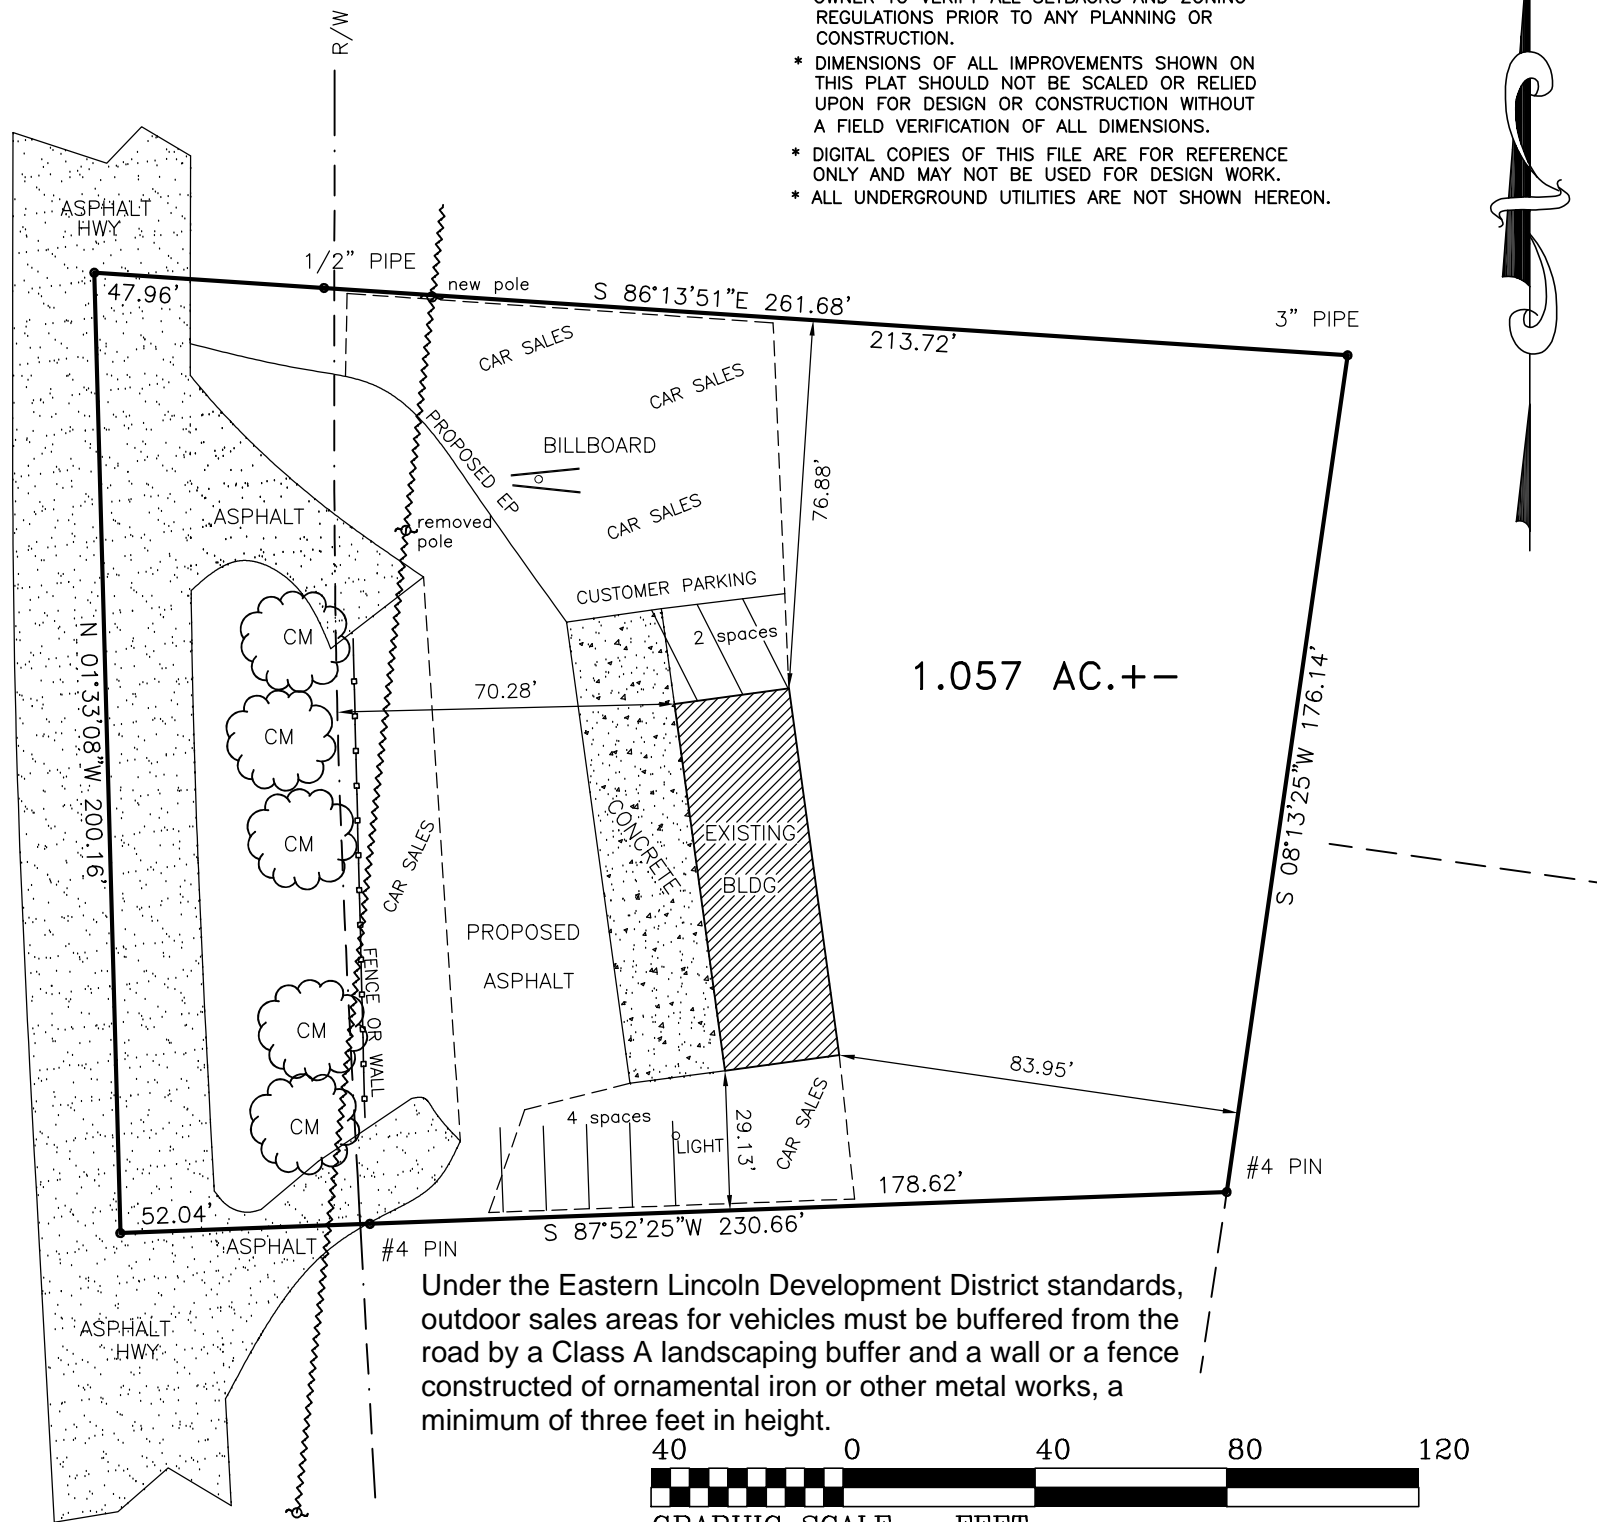 OWNER TO VERIFY ALL SETBACKS AND ZONING
REGULATIONS PRIOR TO ANY PLANNING OR
CONSTRUCTION.
* DIMENSIONS OF ALL IMPROVEMENTS SHOWN ON
THIS PLAT SHOULD NOT BE SCALED OR RELIED
UPON FOR DESIGN OR CONSTRUCTION WITHOUT
A FIELD VERIFICATION OF ALL DIMENSIONS.
* DIGITAL COPIES OF THIS FILE ARE FOR REFERENCE
ONLY AND MAY NOT BE USED FOR DESIGN WORK.
* ALL UNDERGROUND UTILITIES ARE NOT SHOWN HEREON.
R/W
ASPHALT
HWY
1/2" PIPE
47.96'
new pole
S 86°13'51"E 261.68'
213.72'
3" PIPE
CAR SALES
CAR SALES
PROPOSED EP
BILLBOARD
CAR SALES
76.88'
ASPHALT
removed
pole
CUSTOMER PARKING
2 spaces
CM
1.057 AC.+-
N 01°33'08"W 200.16'
70.28'
CM
S 08°13'25"W 176.14'
CM
CAR SALES
CONCRETE
EXISTING
BLDG
PROPOSED
ASPHALT
FENCE OR WALL
CM
CM
83.95'
4 spaces
LIGHT
29.13'
CAR SALES
#4 PIN
178.62'
52.04'
S 87°52'25"W 230.66'
ASPHALT
#4 PIN
ASPHALT
HWY
Under the Eastern Lincoln Development District standards,
outdoor sales areas for vehicles must be buffered from the
road by a Class A landscaping buffer and a wall or a fence
constructed of ornamental iron or other metal works, a
minimum of three feet in height.
40 0 40 80 120
GRAPHIC SCALE - FEET